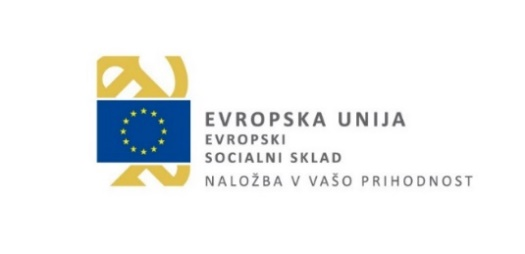 EVROPSKA UNIJA
EVROPSKI
SOCIALNI SKLAD
NALOŽBA V VAŠO PRIHODNOST